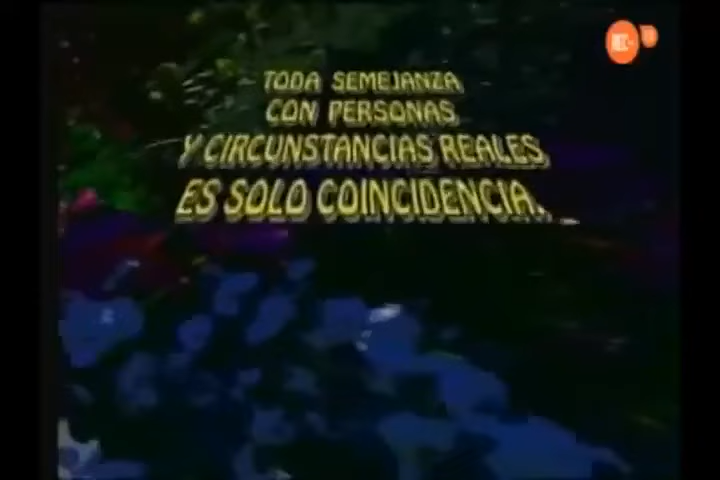 TODA SEMEJANZA
CON PERSONAS
Y CIRCUNSTANCIAS REALES,
ES SOLO COINCIDENCIA.